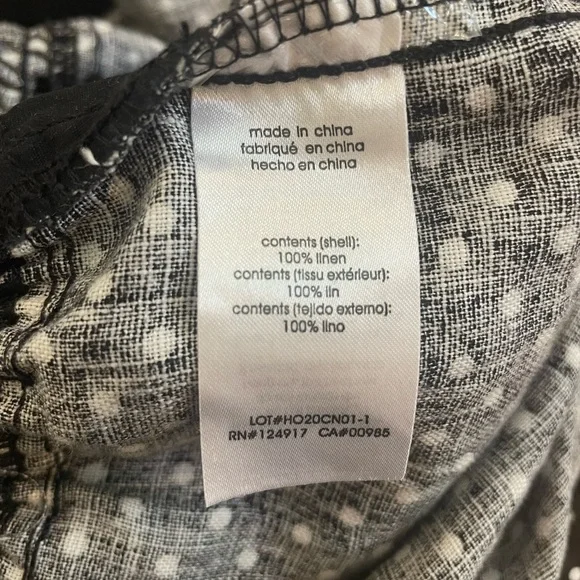 made in china
fabriqué en china
hecho en china
contents (shell):
100% linen
contents (tissu extérieur):
100% lin
contents (tejido externo):
100% lino
LOT#HO20CN01-1
RN#124917 CA#00985